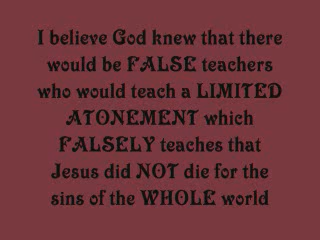 I believe God knew that there
would be FALSE teachers
who would teach a LIMITED
ATONEMENT which
FALSELY teaches that
Jesus did NOT die for the
sins of the WHOLE world